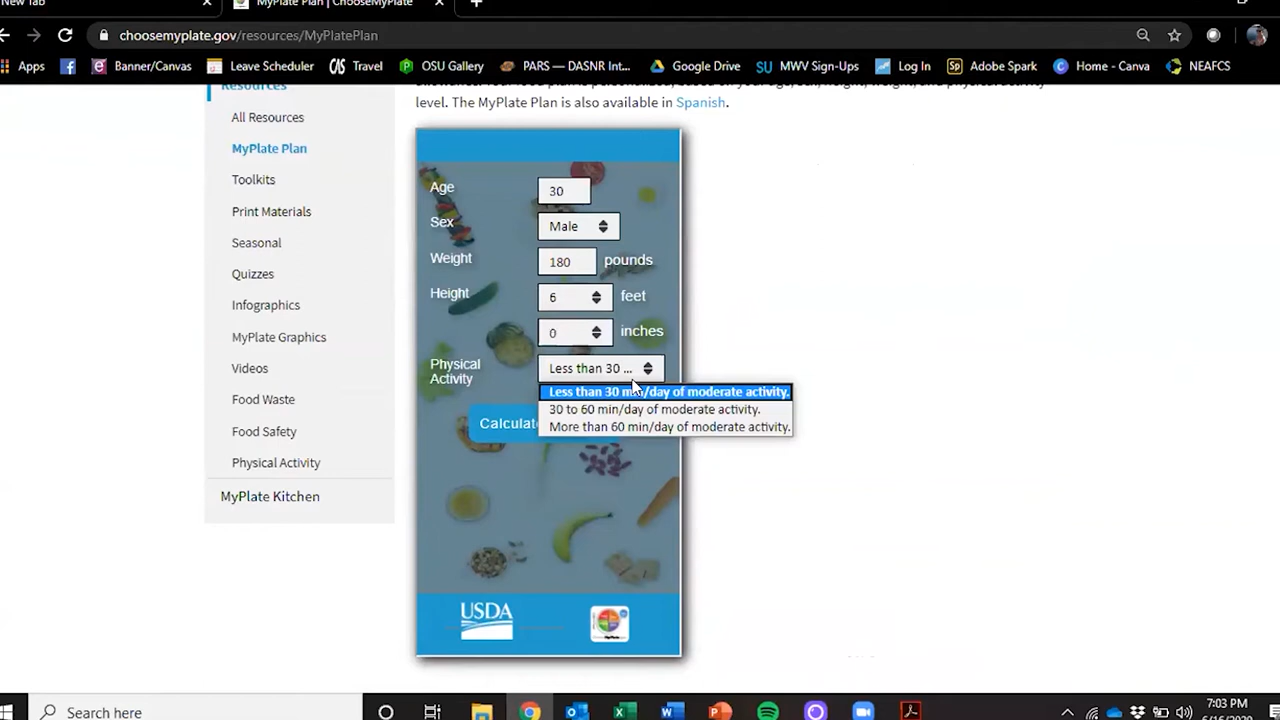 New Tab
MyPlate Plan | ChooseMyPlate
choosemyplate.gov/resources/MyPlatePlan
Apps
Banner/Canvas
Leave Scheduler
Travel
OSU Gallery
PARS — DASNR Int...
Google Drive
MWV Sign-Ups
Log In
Adobe Spark
Home - Canva
NEAFCS
Resources
All Resources
MyPlate Plan
Toolkits
Print Materials
Seasonal
Quizzes
Infographics
MyPlate Graphics
Videos
Food Waste
Food Safety
Physical Activity
MyPlate Kitchen
level. The MyPlate Plan is also available in Spanish.
Age
30
Sex
Male
Weight
180 pounds
Height
6 feet
0 inches
Physical
Activity
Less than 30 ...
Less than 30 min/day of moderate activity.
30 to 60 min/day of moderate activity.
More than 60 min/day of moderate activity.
USDA
Search here
7:03 PM